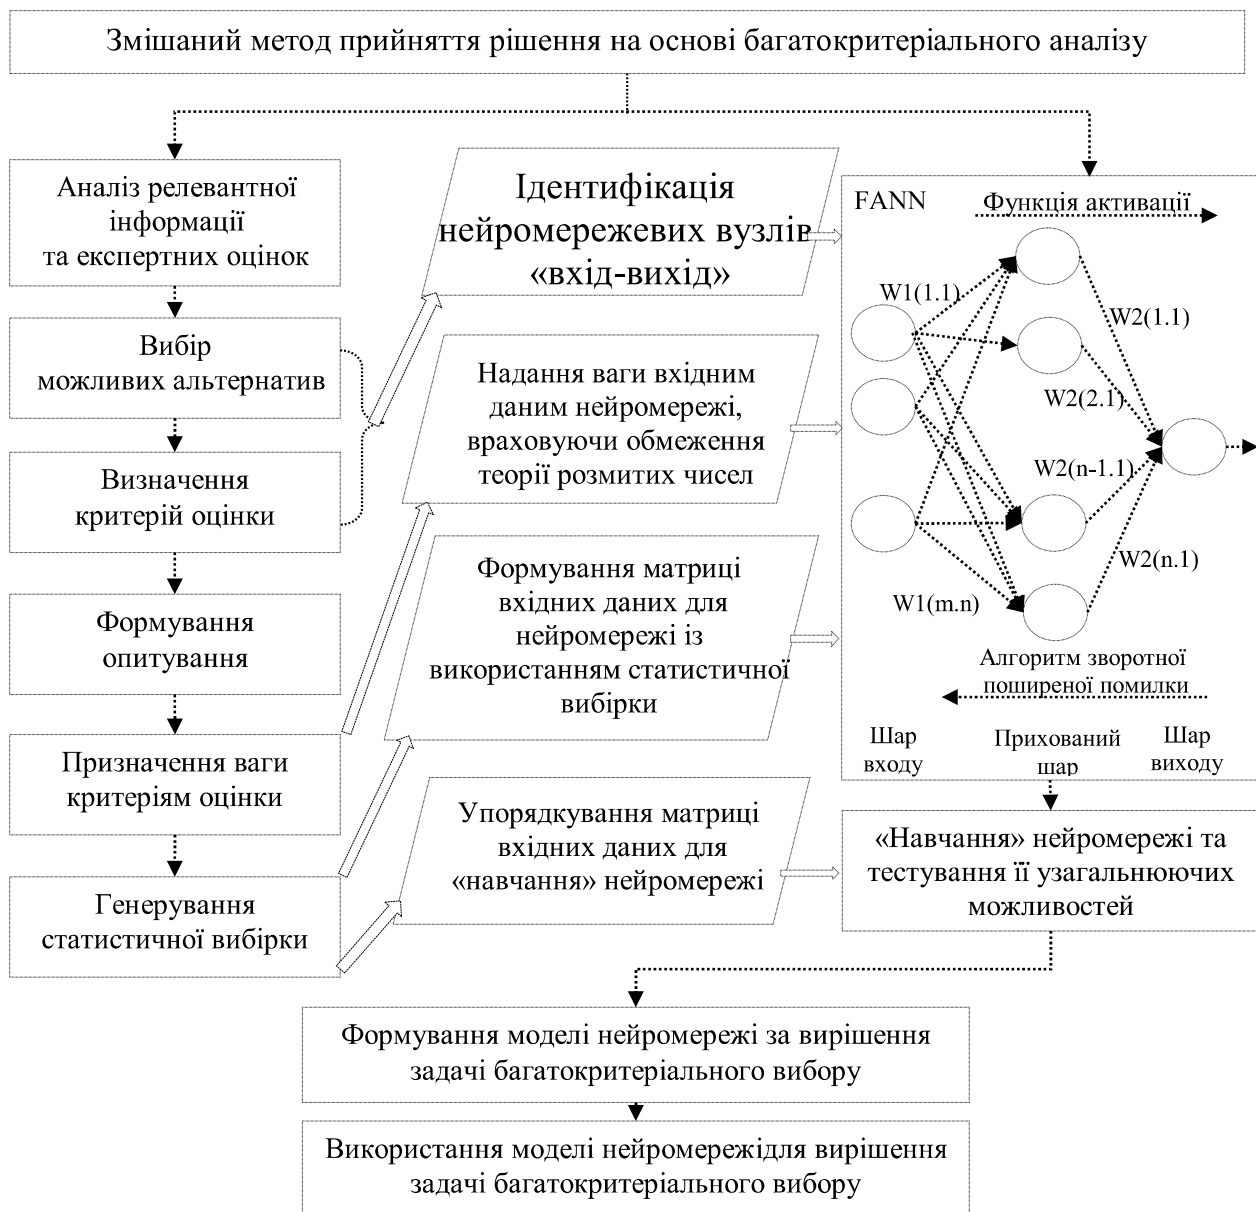 Змішаний метод прийняття рішення на основі багатокритеріального аналізу
Аналіз релевантної
інформації
та експертних оцінок
Вибір
можливих альтернатив
Визначення
критерій оцінки
Формування
опитування
Призначення ваги
критеріям оцінки
Генерування
статистичної вибірки
Ідентифікація
нейромережевих вузлів
«вхід-вихід»
Надання ваги вхідним
даним нейромережі,
враховуючи обмеження
теорії розмитих чисел
Формування матриці
вхідних даних для
нейромережі із
використанням статистичної
вибірки
Упорядкування матриці
вхідних даних для
«навчання» нейромережі
FANN
Функція активації
W1(1.1)
W2(1.1)
W2(2.1)
W2(n-1.1)
W2(n.1)
W1(m.n)
Алгоритм зворотної
поширеної помилки
Шар
входу
Прихований
шар
Шар
виходу
«Навчання» нейромережі та
тестування її узагальнюючих
можливостей
Формування моделі нейромережі за вирішення
задачі багатокритеріального вибору
Використання моделі нейромережідля вирішення
задачі багатокритеріального вибору